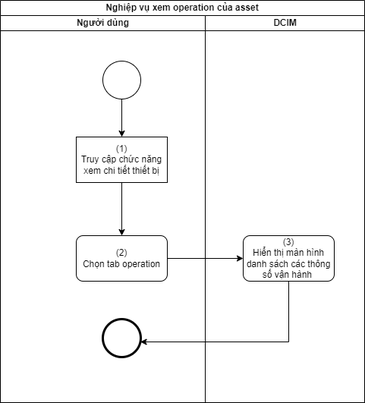 Nghiệp vụ xem operation của asset
Người dùng
DCIM
(1)
Truy cập chức năng
xem chi tiết thiết bị
(2)
Chọn tab operation
(3)
Hiển thị màn hình
danh sách các thông
số vận hành